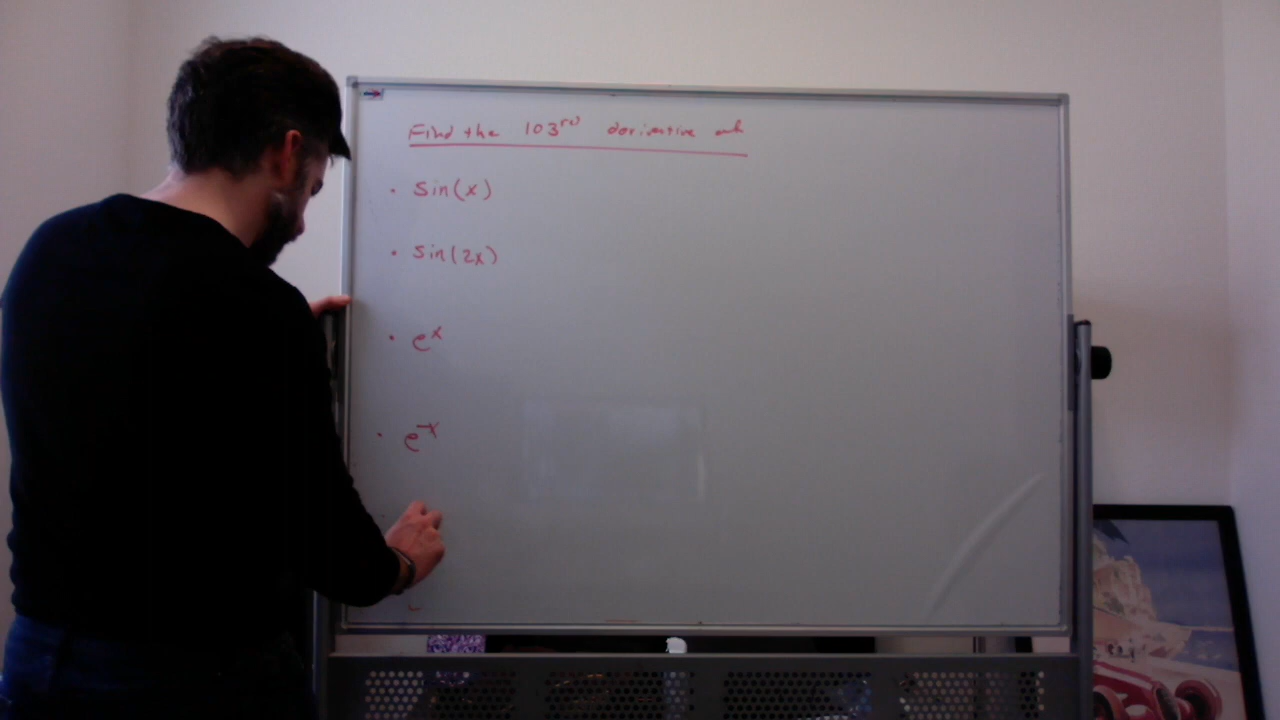 Find the 103rd derivative of
• sin(x)
• sin(2x)
• e^x
• e^-x